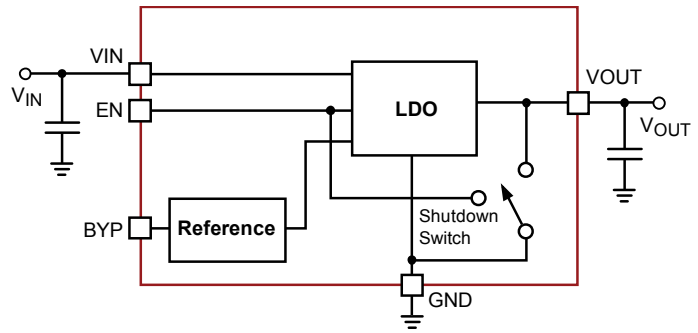 VIN
VOUT
VIN
EN
LDO
VOUT
Shutdown
Switch
BYP
Reference
GND